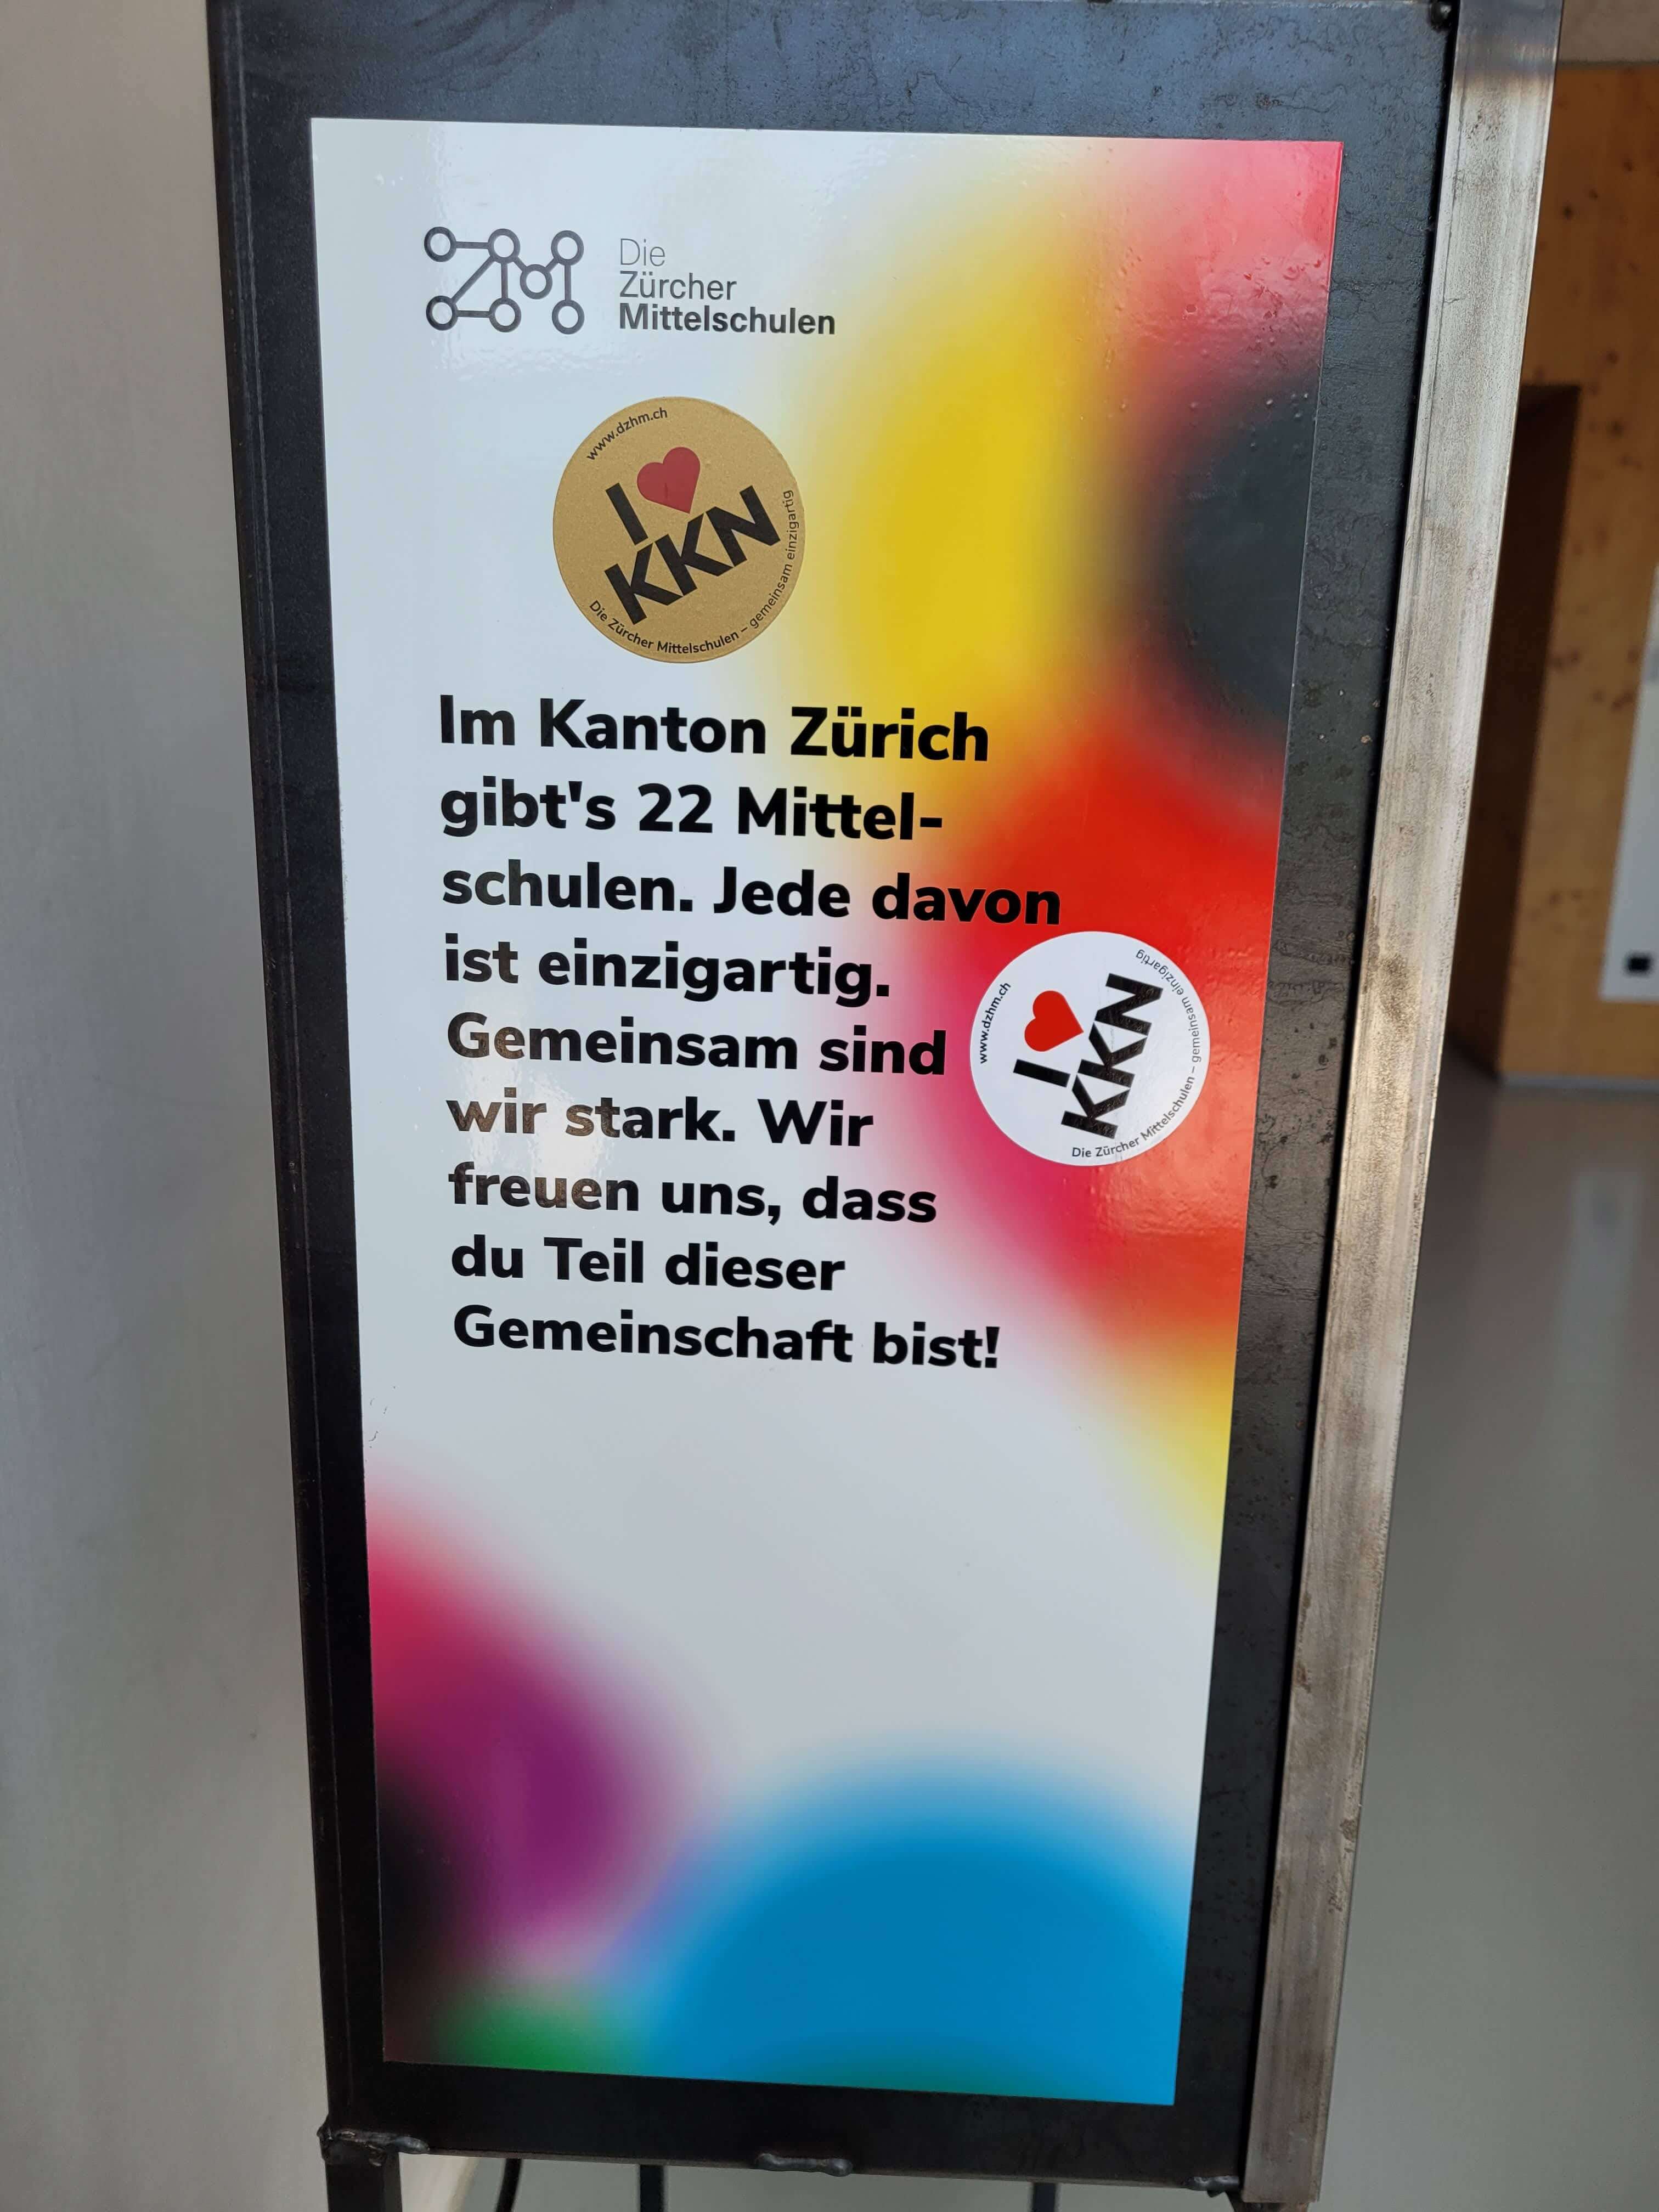 Die
Zürcher
Mittelschulen
www.dzhm.ch
I
KKN
Die Zürcher Mittelschulen – gemeinsam einzigartig
Im Kanton Zürich
gibt's 22 Mittel-
schulen. Jede davon
ist einzigartig.
Gemeinsam sind
wir stark. Wir
freuen uns, dass
du Teil dieser
Gemeinschaft bist!
www.dzhm.ch
I
KKN
Die Zürcher Mittelschulen – gemeinsam einzigartig